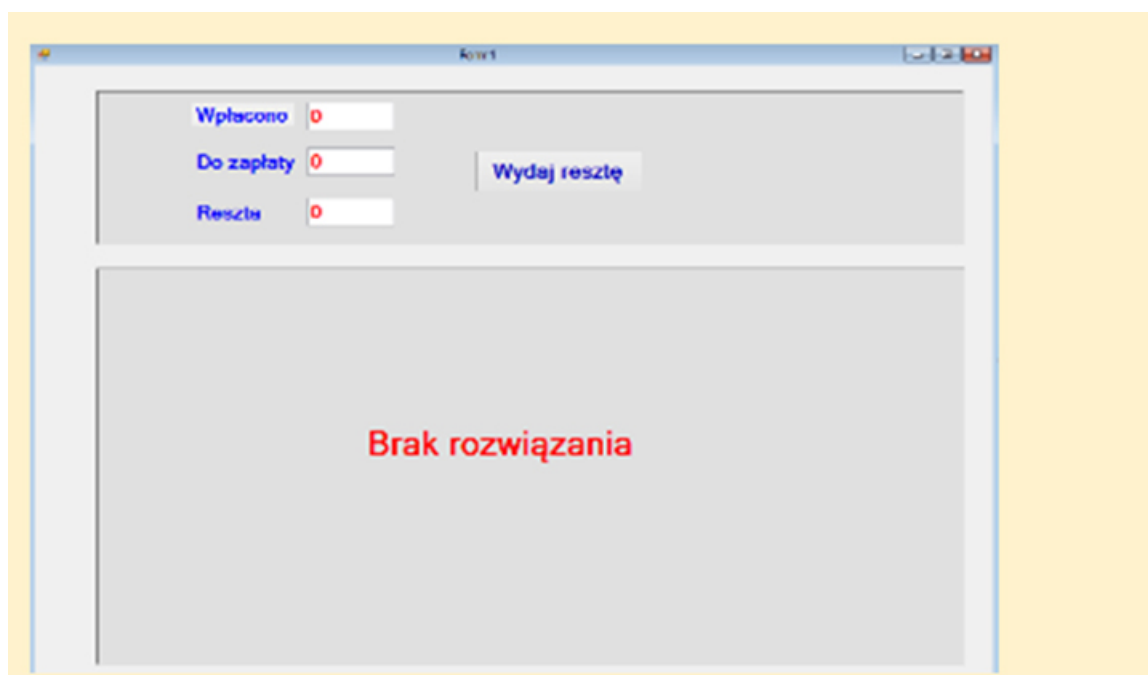 Form1
Wpłacono 0
Do zapłaty 0
Wydaj resztę
Reszta 0
Brak rozwiązania